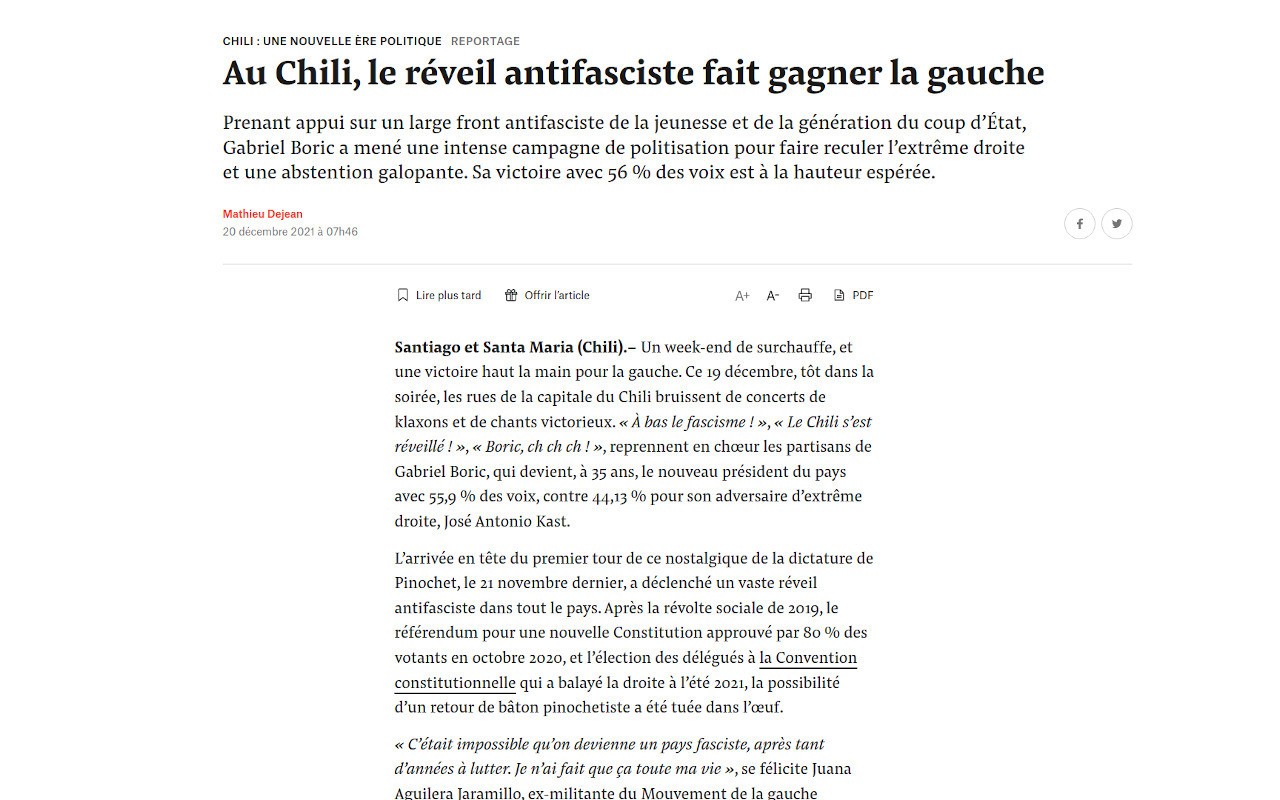 CHILI : UNE NOUVELLE ÈRE POLITIQUE REPORTAGE
Au Chili, le réveil antifasciste fait gagner la gauche
Prenant appui sur un large front antifasciste de la jeunesse et de la génération du coup d’État,
Gabriel Boric a mené une intense campagne de politisation pour faire reculer l’extrême droite
et une abstention galopante. Sa victoire avec 56 % des voix est à la hauteur espérée.
Mathieu Dejean
20 décembre 2021 à 07h46
Lire plus tard Offrir l’article A+ A- PDF
Santiago et Santa Maria (Chili).– Un week-end de surchauffe, et
une victoire haut la main pour la gauche. Ce 19 décembre, tôt dans la
soirée, les rues de la capitale du Chili bruissent de concerts de
klaxons et de chants victorieux. « À bas le fascisme ! », « Le Chili s’est
réveillé ! », « Boric, ch ch ch ! », reprennent en chœur les partisans de
Gabriel Boric, qui devient, à 35 ans, le nouveau président du pays
avec 55,9 % des voix, contre 44,13 % pour son adversaire d’extrême
droite, José Antonio Kast.
L’arrivée en tête du premier tour de ce nostalgique de la dictature de
Pinochet, le 21 novembre dernier, a déclenché un vaste réveil
antifasciste dans tout le pays. Après la révolte sociale de 2019, le
référendum pour une nouvelle Constitution approuvé par 80 % des
votants en octobre 2020, et l’élection des délégués à la Convention
constitutionnelle qui a balayé la droite à l’été 2021, la possibilité
d’un retour de bâton pinochetiste a été tuée dans l’œuf.
« C’était impossible qu’on devienne un pays fasciste, après tant
d’années à lutter. Je n’ai fait que ça toute ma vie », se félicite Juana
Aguilera Jaramillo, ex-militante du Mouvement de la gauche